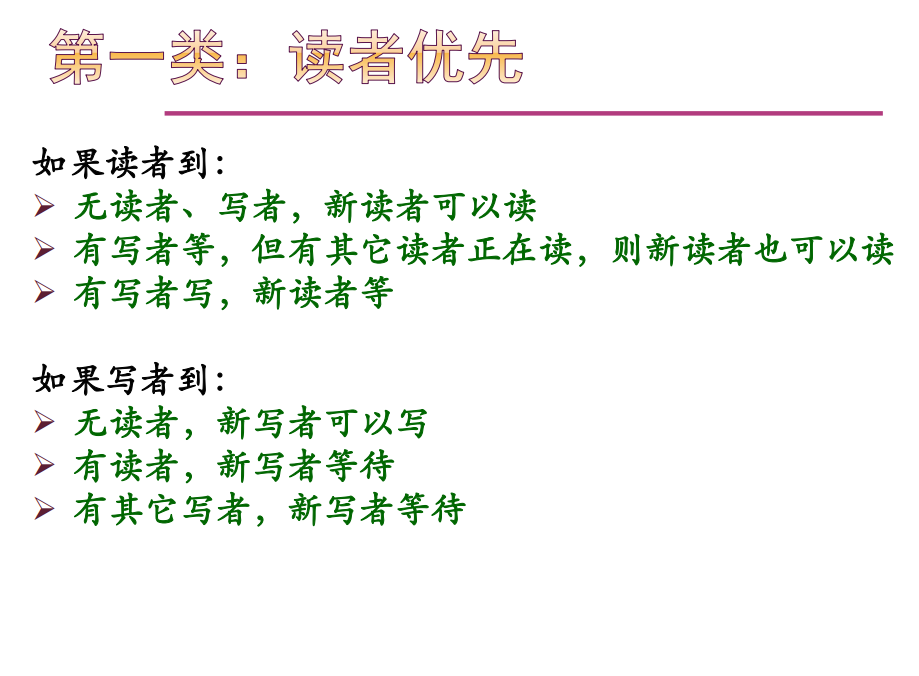 第一类：读者优先
如果读者到：
无读者、写者，新读者可以读
有写者等，但有其它读者正在读，则新读者也可以读
有写者写，新读者等
如果写者到：
无读者，新写者可以写
有读者，新写者等待
有其它写者，新写者等待